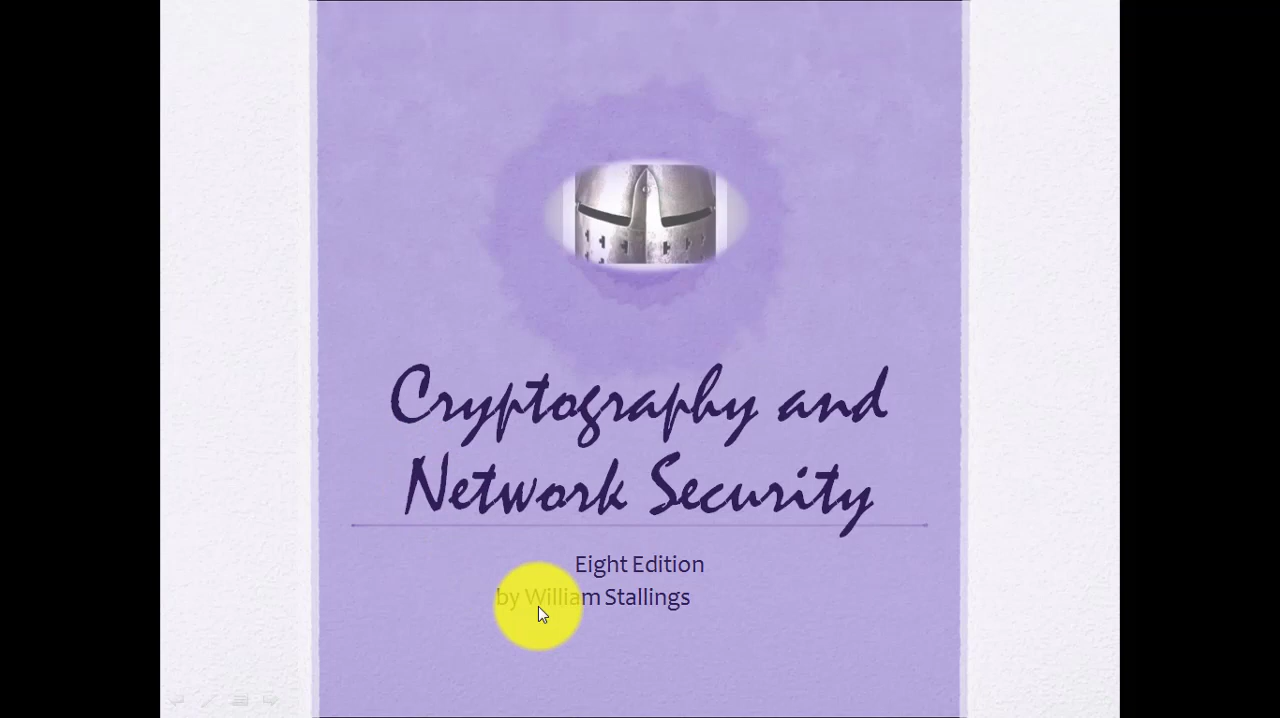 Cryptography and
Network Security
Eight Edition
by William Stallings